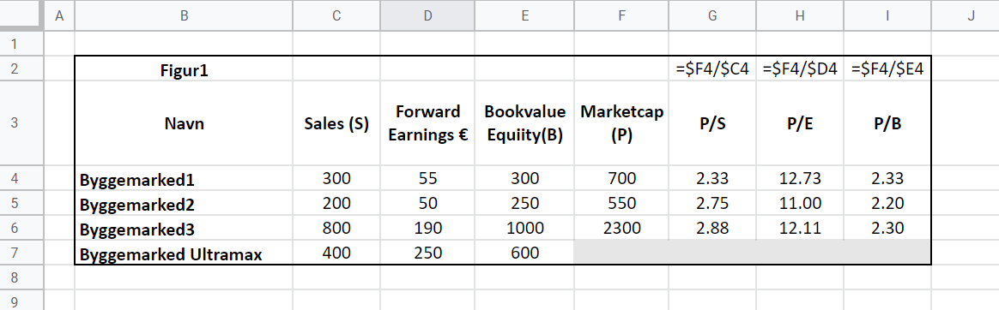 A B C D E F G H I J
1
2 Figur1 =$F4/$C4 =$F4/$D4 =$F4/$E4
3 Navn Sales (S) Forward Earnings € Bookvalue Equiity(B) Marketcap (P) P/S P/E P/B
4 Byggemarked1 300 55 300 700 2.33 12.73 2.33
5 Byggemarked2 200 50 250 550 2.75 11.00 2.20
6 Byggemarked3 800 190 1000 2300 2.88 12.11 2.30
7 Byggemarked Ultramax 400 250 600
8
9